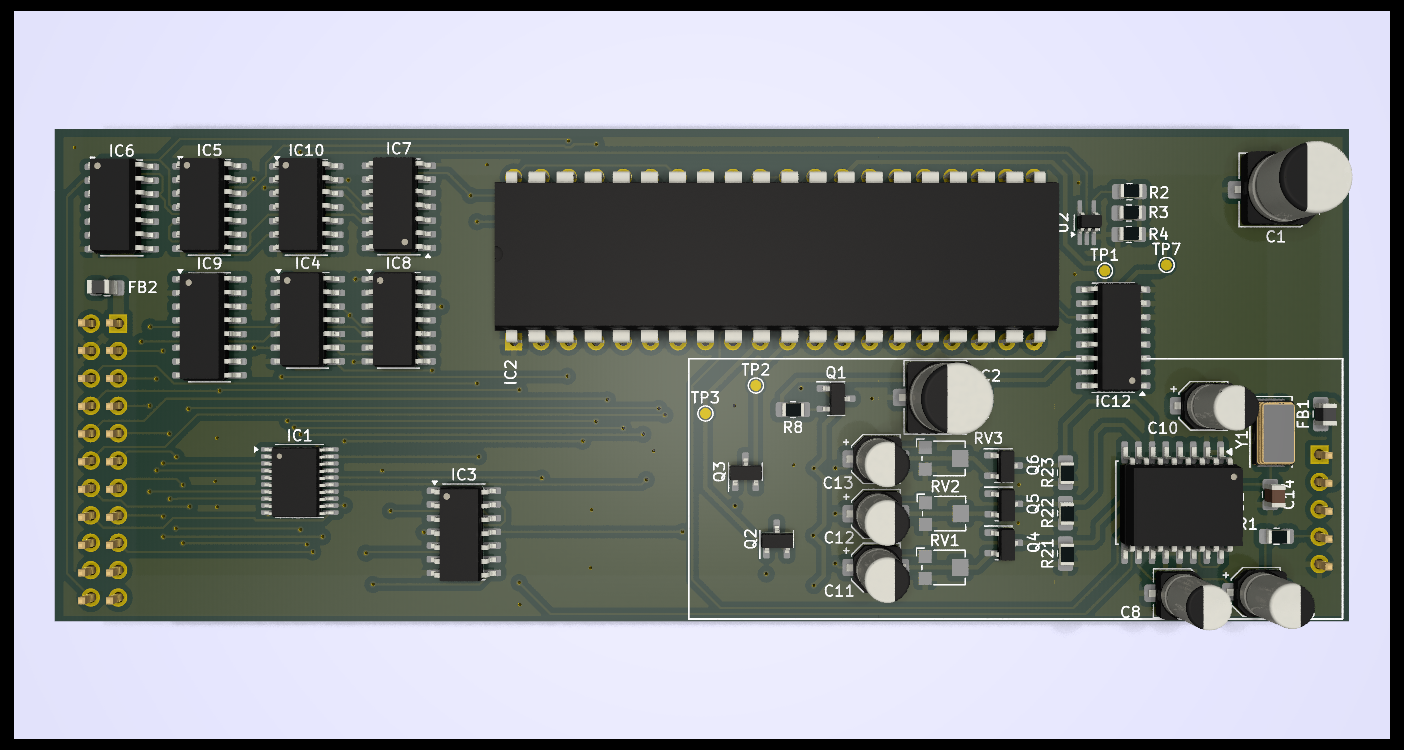 IC6
IC5
IC10
IC7
R2
R3
U2
R4
C1
TP7
TP1
IC9
IC4
IC8
FB2
IC2
TP2
Q1
C2
TP3
IC12
R8
FB1
C10
IC1
RV3
Y1
Q3
IC3
Q6
R23
C13
RV2
C14
Q5
R22
R1
C12
RV1
Q2
Q4
R21
C11
C8